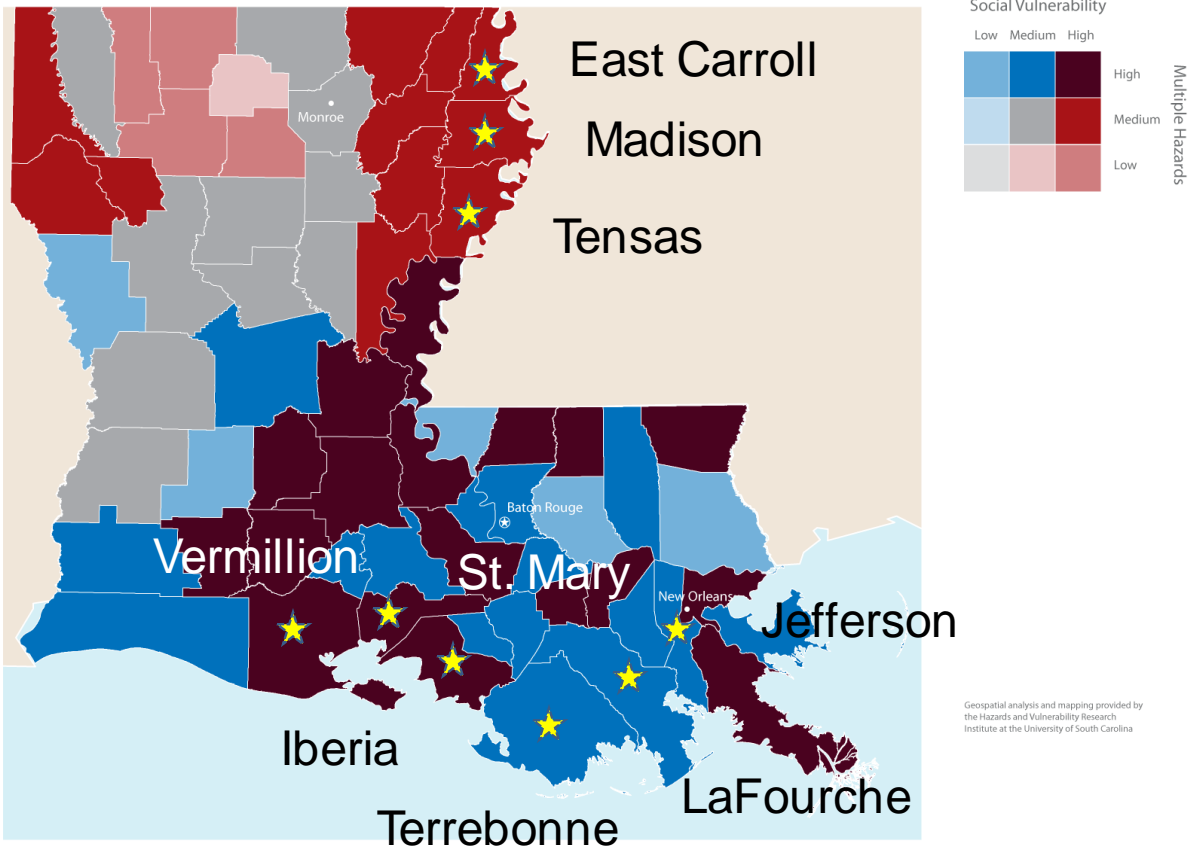 Social Vulnerability
Low Medium High
High
Medium
Low
Multiple Hazards
East Carroll
Monroe
Madison
Tensas
Baton Rouge
Vermillion
St. Mary
New Orleans
Jefferson
Iberia
LaFourche
Terrebonne
Geospatial analysis and mapping provided by
the Hazards and Vulnerability Research
Institute at the University of South Carolina